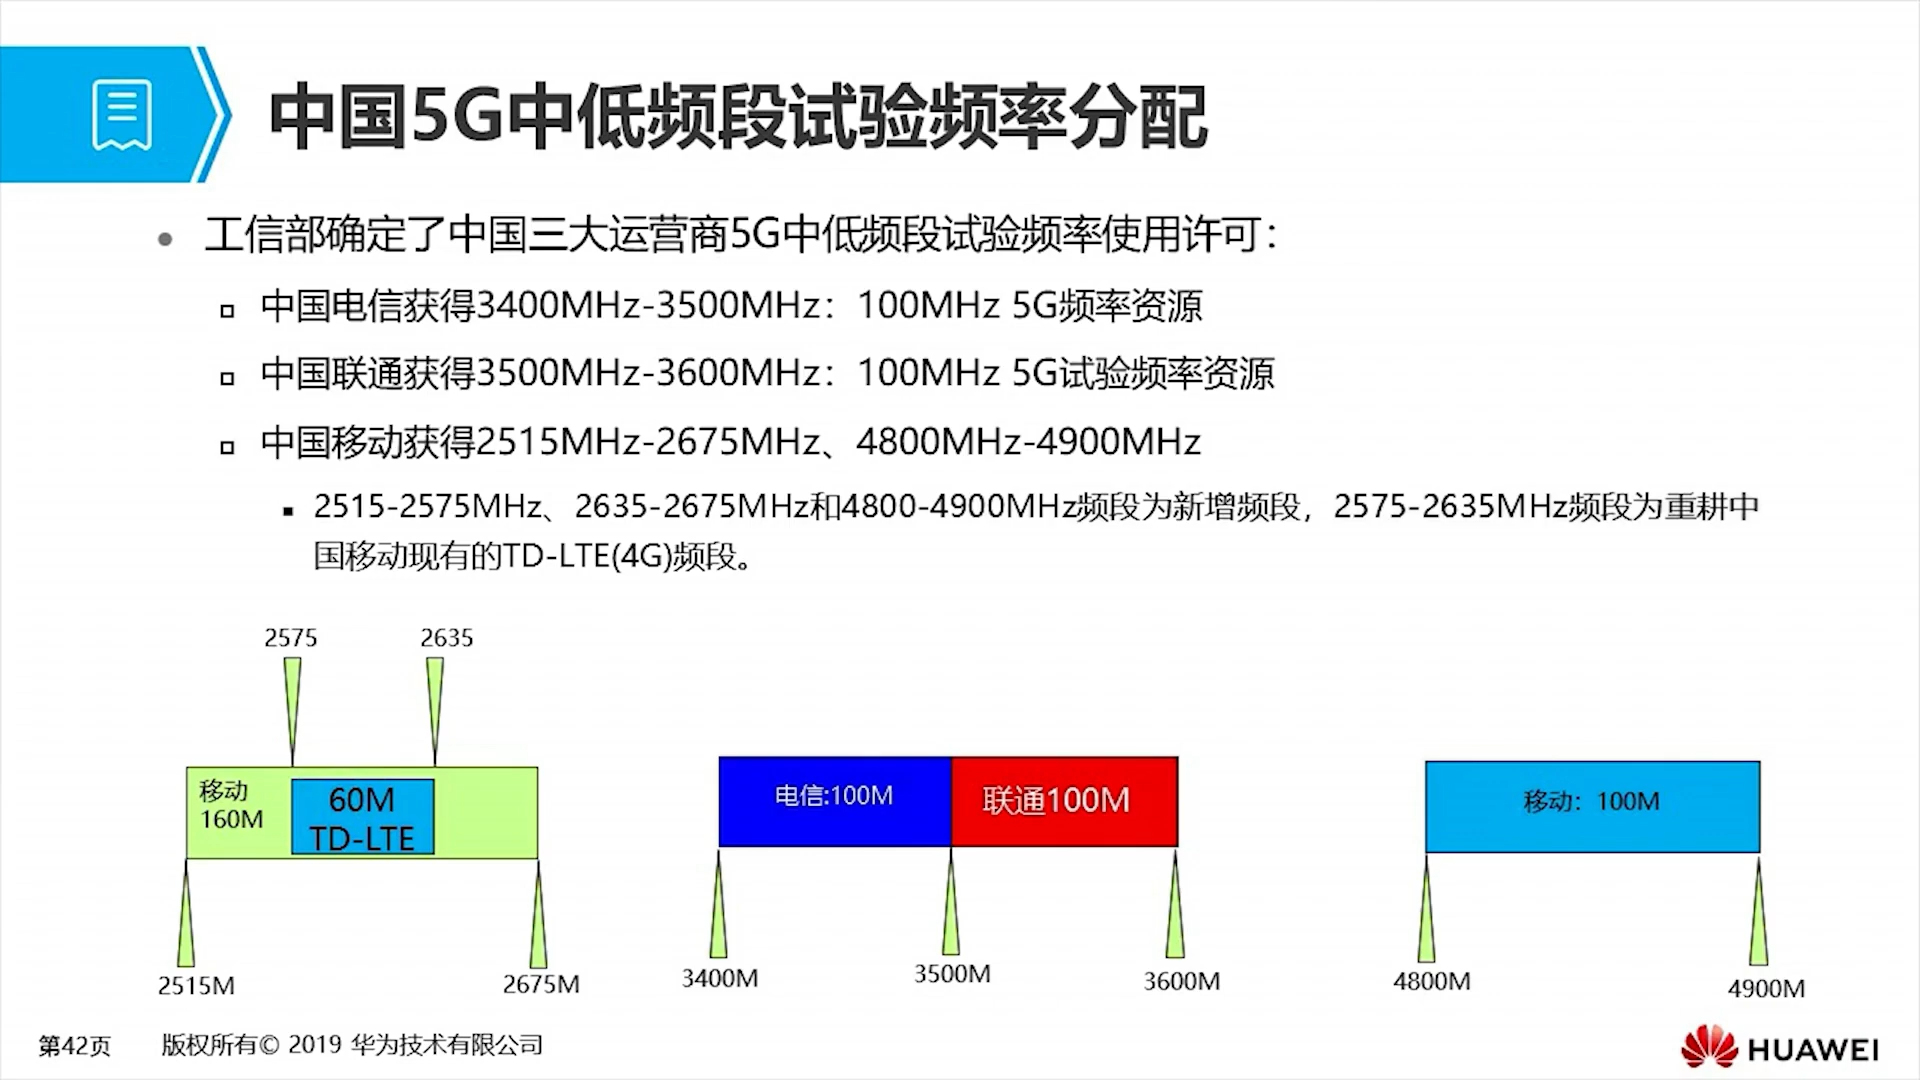 中国5G中低频段试验频率分配
工信部确定了中国三大运营商5G中低频段试验频率使用许可：
中国电信获得3400MHz-3500MHz：100MHz 5G频率资源
中国联通获得3500MHz-3600MHz：100MHz 5G试验频率资源
中国移动获得2515MHz-2675MHz、4800MHz-4900MHz
2515-2575MHz、2635-2675MHz和4800-4900MHz频段为新增频段，2575-2635MHz频段为重耕中
国移动现有的TD-LTE(4G)频段。
2575
2635
移动
160M
60M
TD-LTE
2515M
2675M
电信:100M
联通100M
3400M
3500M
3600M
移动：100M
4800M
4900M
第42页
版权所有© 2019 华为技术有限公司
HUAWEI